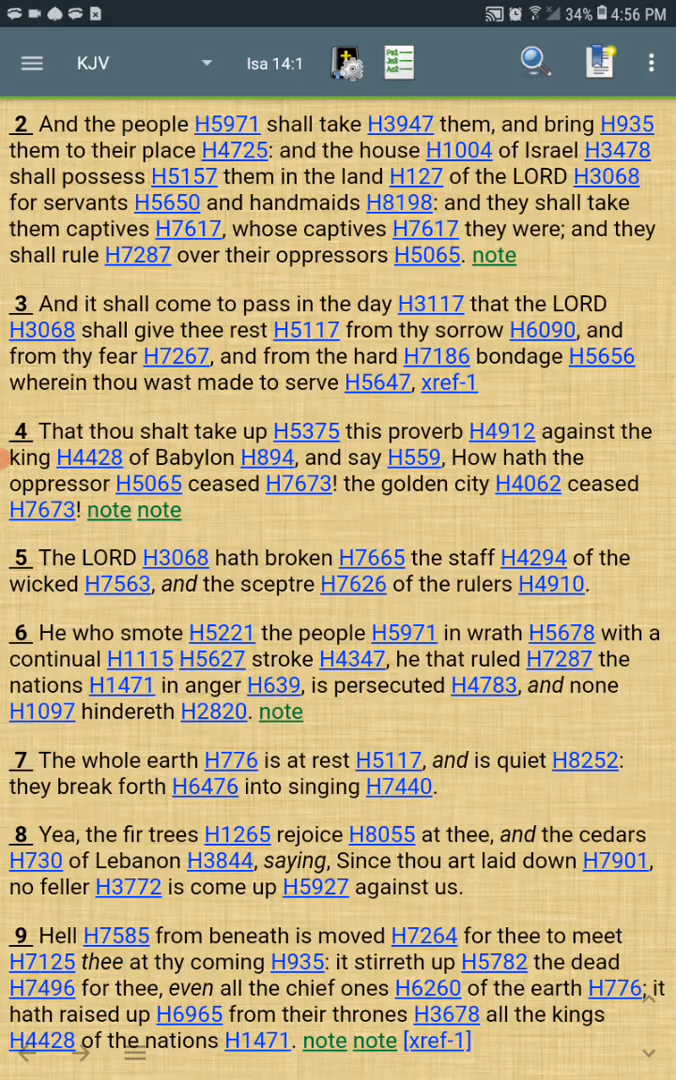 34% 4:56 PM
KJV Isa 14:1
2 And the people H5971 shall take H3947 them, and bring H935
them to their place H4725: and the house H1004 of Israel H3478
shall possess H5157 them in the land H127 of the LORD H3068
for servants H5650 and handmaids H8198: and they shall take
them captives H7617, whose captives H7617 they were; and they
shall rule H7287 over their oppressors H5065. note
3 And it shall come to pass in the day H3117 that the LORD
H3068 shall give thee rest H5117 from thy sorrow H6090, and
from thy fear H7267, and from the hard H7186 bondage H5656
wherein thou wast made to serve H5647, xref-1
4 That thou shalt take up H5375 this proverb H4912 against the
king H4428 of Babylon H894, and say H559, How hath the
oppressor H5065 ceased H7673! the golden city H4062 ceased
H7673! note note
5 The LORD H3068 hath broken H7665 the staff H4294 of the
wicked H7563, and the sceptre H7626 of the rulers H4910.
6 He who smote H5221 the people H5971 in wrath H5678 with a
continual H1115 H5627 stroke H4347, he that ruled H7287 the
nations H1471 in anger H639, is persecuted H4783, and none
H1097 hindereth H2820. note
7 The whole earth H776 is at rest H5117, and is quiet H8252:
they break forth H6476 into singing H7440.
8 Yea, the fir trees H1265 rejoice H8055 at thee, and the cedars
H730 of Lebanon H3844, saying, Since thou art laid down H7901,
no feller H3772 is come up H5927 against us.
9 Hell H7585 from beneath is moved H7264 for thee to meet
H7125 thee at thy coming H935: it stirreth up H5782 the dead
H7496 for thee, even all the chief ones H6260 of the earth H776; it
hath raised up H6965 from their thrones H3678 all the kings
H4428 of the nations H1471. note note [xref-1]